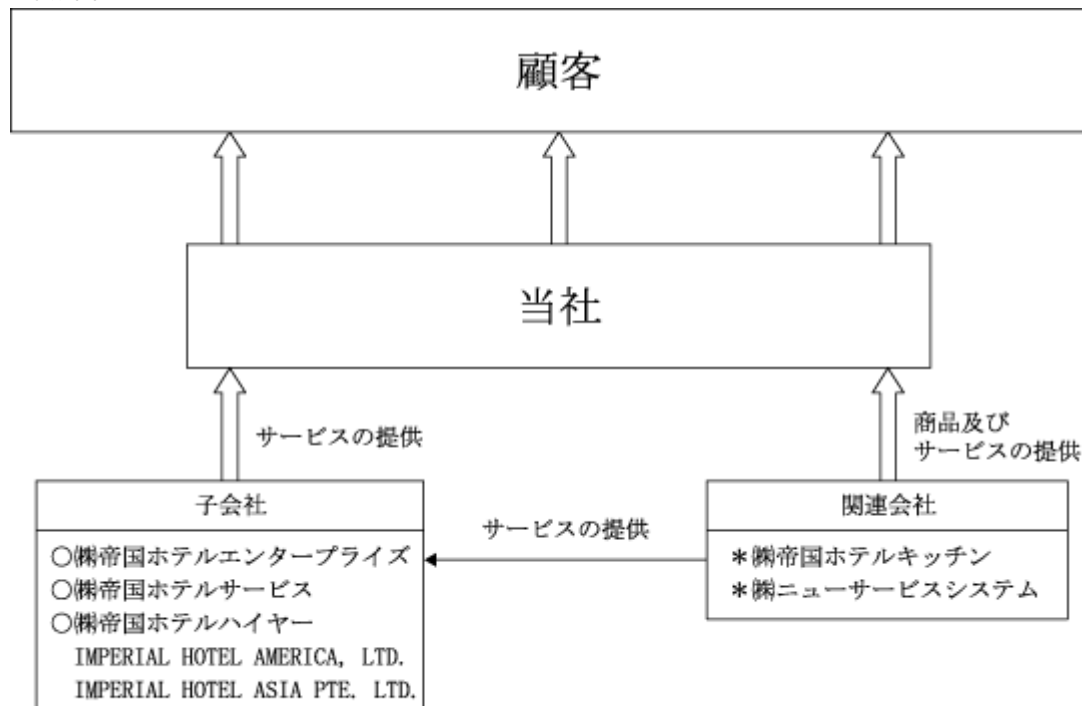 顧客
当社
サービスの提供
商品及び
サービスの提供
子会社
○㈱帝国ホテルエンタープライズ
○㈱帝国ホテルサービス
○㈱帝国ホテルハイヤー
IMPERIAL HOTEL AMERICA, LTD.
IMPERIAL HOTEL ASIA PTE. LTD.
サービスの提供
関連会社
＊㈱帝国ホテルキッチン
＊㈱ニューサービスシステム